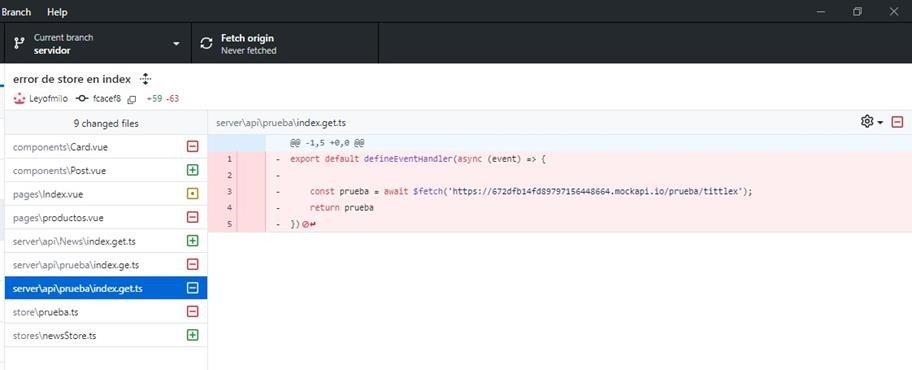 Branch Help
Current branch
servidor
Fetch origin
Never fetched
error de store en index
Leyofmilo fcacef8 +59 -63
9 changed files
components\Card.vue
components\Post.vue
pages\Index.vue
pages\productos.vue
server\api\News\index.get.ts
server\api\prueba\index.ge.ts
server\api\prueba\index.get.ts
store\prueba.ts
stores\newsStore.ts
server\api\prueba\index.get.ts
@@ -1,5 +0,0 @@
1 - export default defineEventHandler(async (event) => {
2 -
3 - const prueba = await $fetch('https://672dfb14fd89797156448664.mockapi.io/prueba/tittlex');
4 - return prueba
5 - })